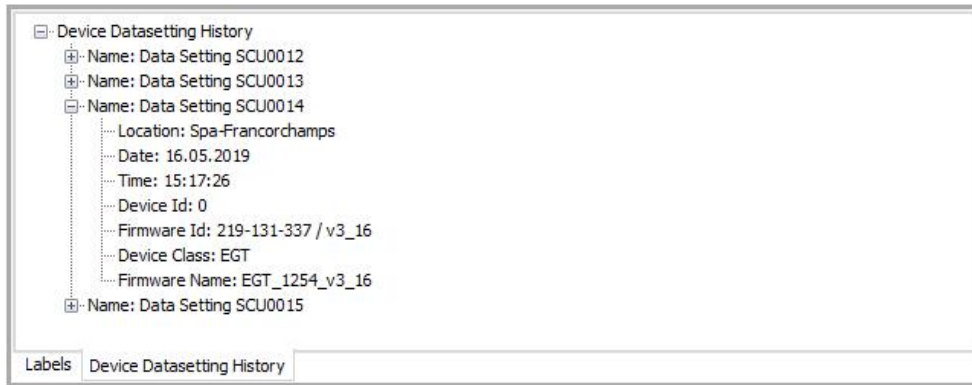 Device Datasetting History
Name: Data Setting SCU0012
Name: Data Setting SCU0013
Name: Data Setting SCU0014
Location: Spa-Francorchamps
Date: 16.05.2019
Time: 15:17:26
Device Id: 0
Firmware Id: 219-131-337 / v3_16
Device Class: EGT
Firmware Name: EGT_1254_v3_16
Name: Data Setting SCU0015
Labels Device Datasetting History